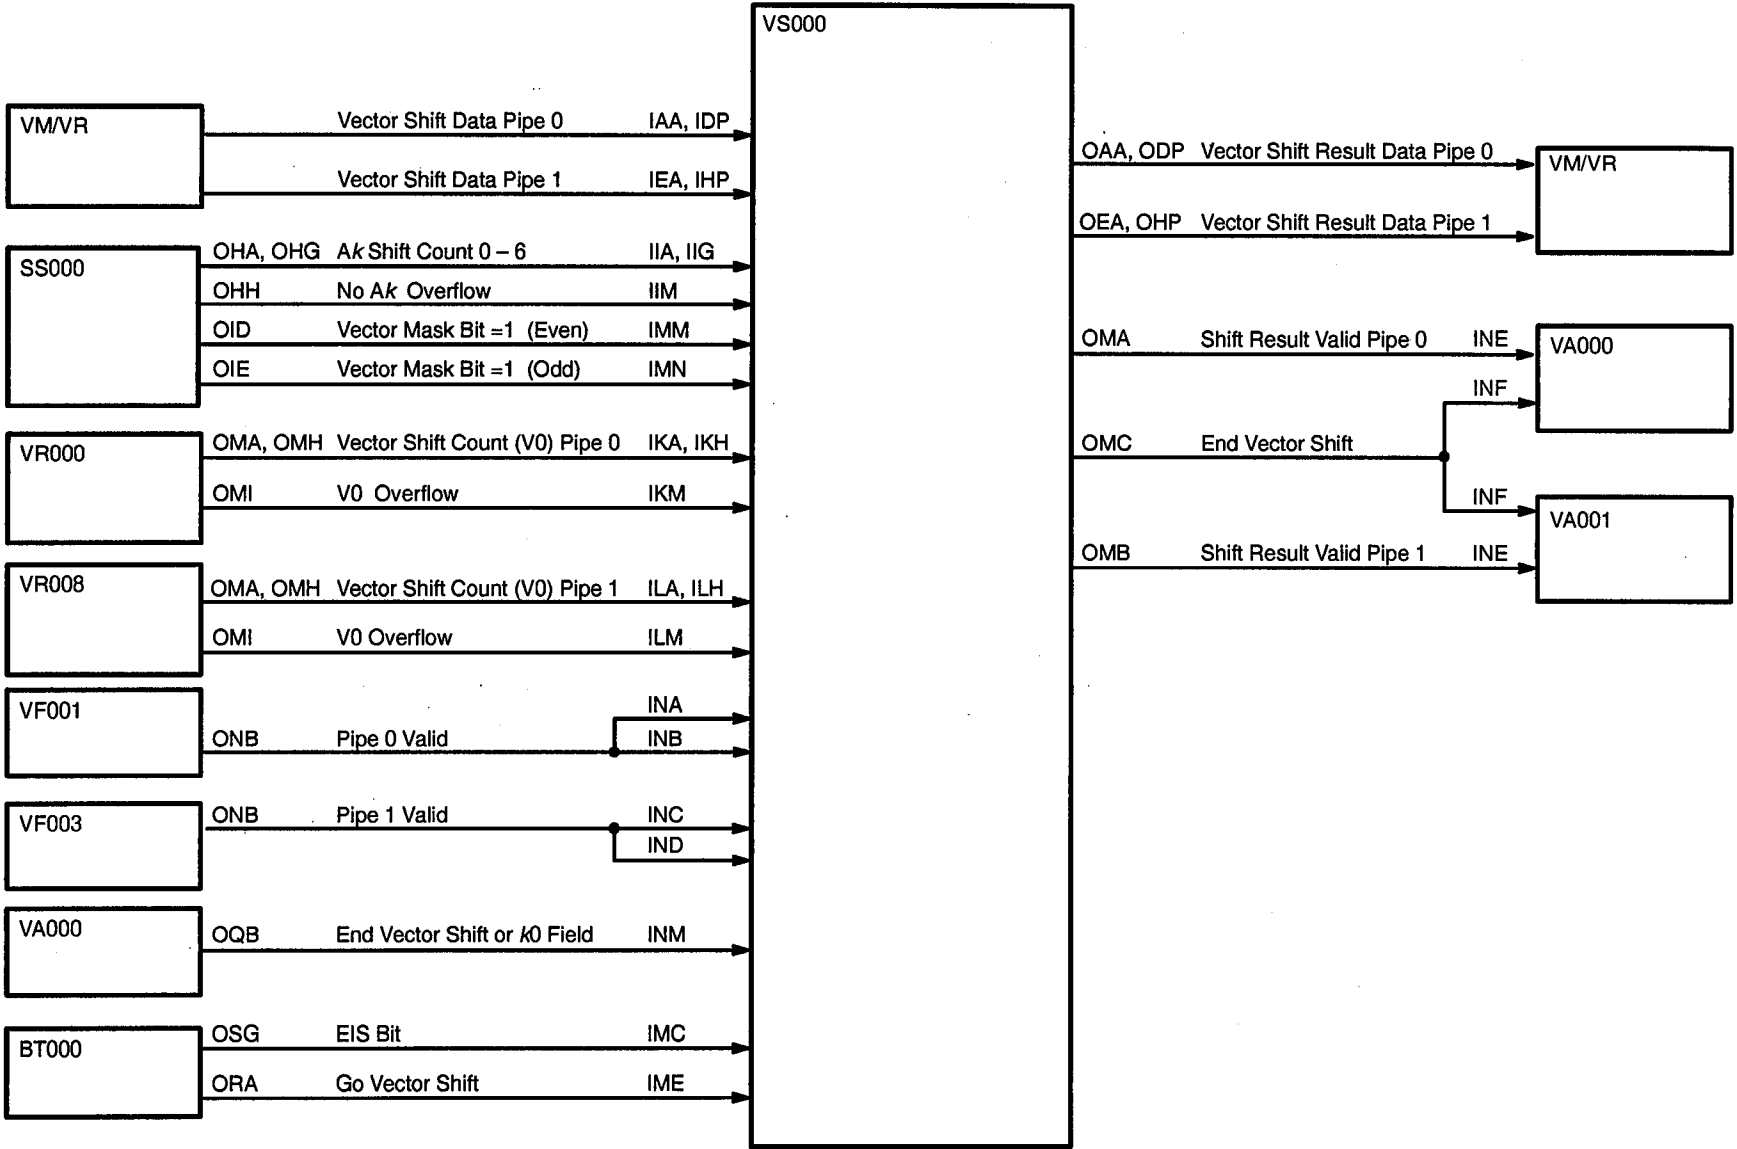 VS000
VM/VR
Vector Shift Data Pipe 0 IAA, IDP
Vector Shift Data Pipe 1 IEA, IHP
SS000
OHA, OHG Ak Shift Count 0 – 6 IIA, IIG
OHH No Ak Overflow IIM
OID Vector Mask Bit =1 (Even) IMM
OIE Vector Mask Bit =1 (Odd) IMN
VR000
OMA, OMH Vector Shift Count (V0) Pipe 0 IKA, IKH
OMI V0 Overflow IKM
VR008
OMA, OMH Vector Shift Count (V0) Pipe 1 ILA, ILH
OMI V0 Overflow ILM
VF001
INA
ONB Pipe 0 Valid INB
VF003
ONB Pipe 1 Valid INC
IND
VA000
OQB End Vector Shift or k0 Field INM
BT000
OSG EIS Bit IMC
ORA Go Vector Shift IME
OAA, ODP Vector Shift Result Data Pipe 0
VM/VR
OEA, OHP Vector Shift Result Data Pipe 1
OMA Shift Result Valid Pipe 0 INE
VA000
INF
OMC End Vector Shift
INF
VA001
OMB Shift Result Valid Pipe 1 INE